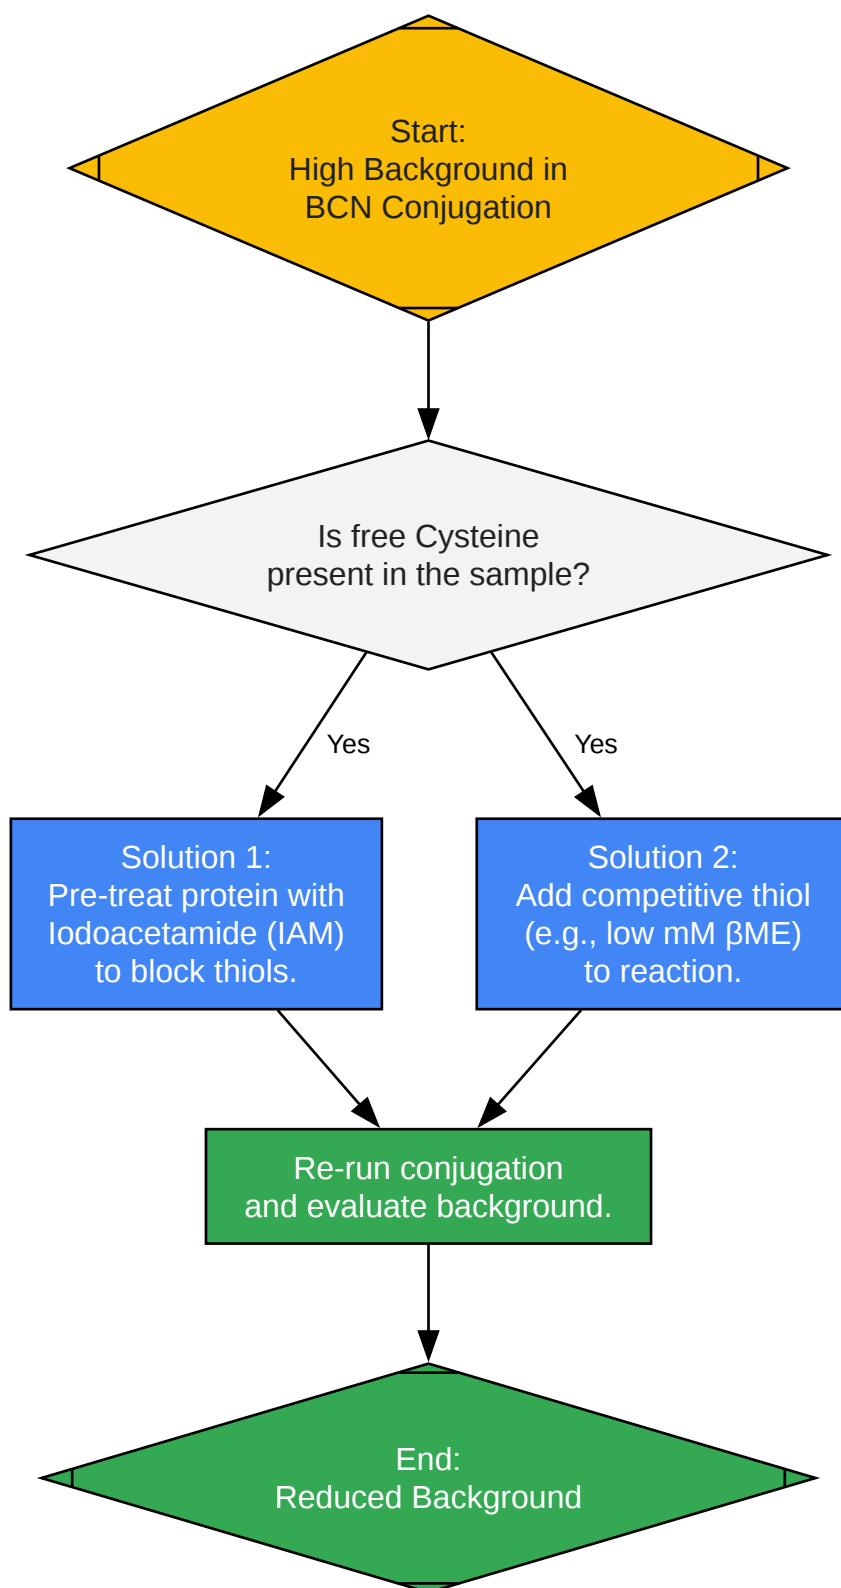 Start:
High Background in
BCN Conjugation
Is free Cysteine
present in the sample?
Yes
Yes
Solution 1:
Pre-treat protein with
Iodoacetamide (IAM)
to block thiols.
Solution 2:
Add competitive thiol
(e.g., low mM βME)
to reaction.
Re-run conjugation
and evaluate background.
End:
Reduced Background